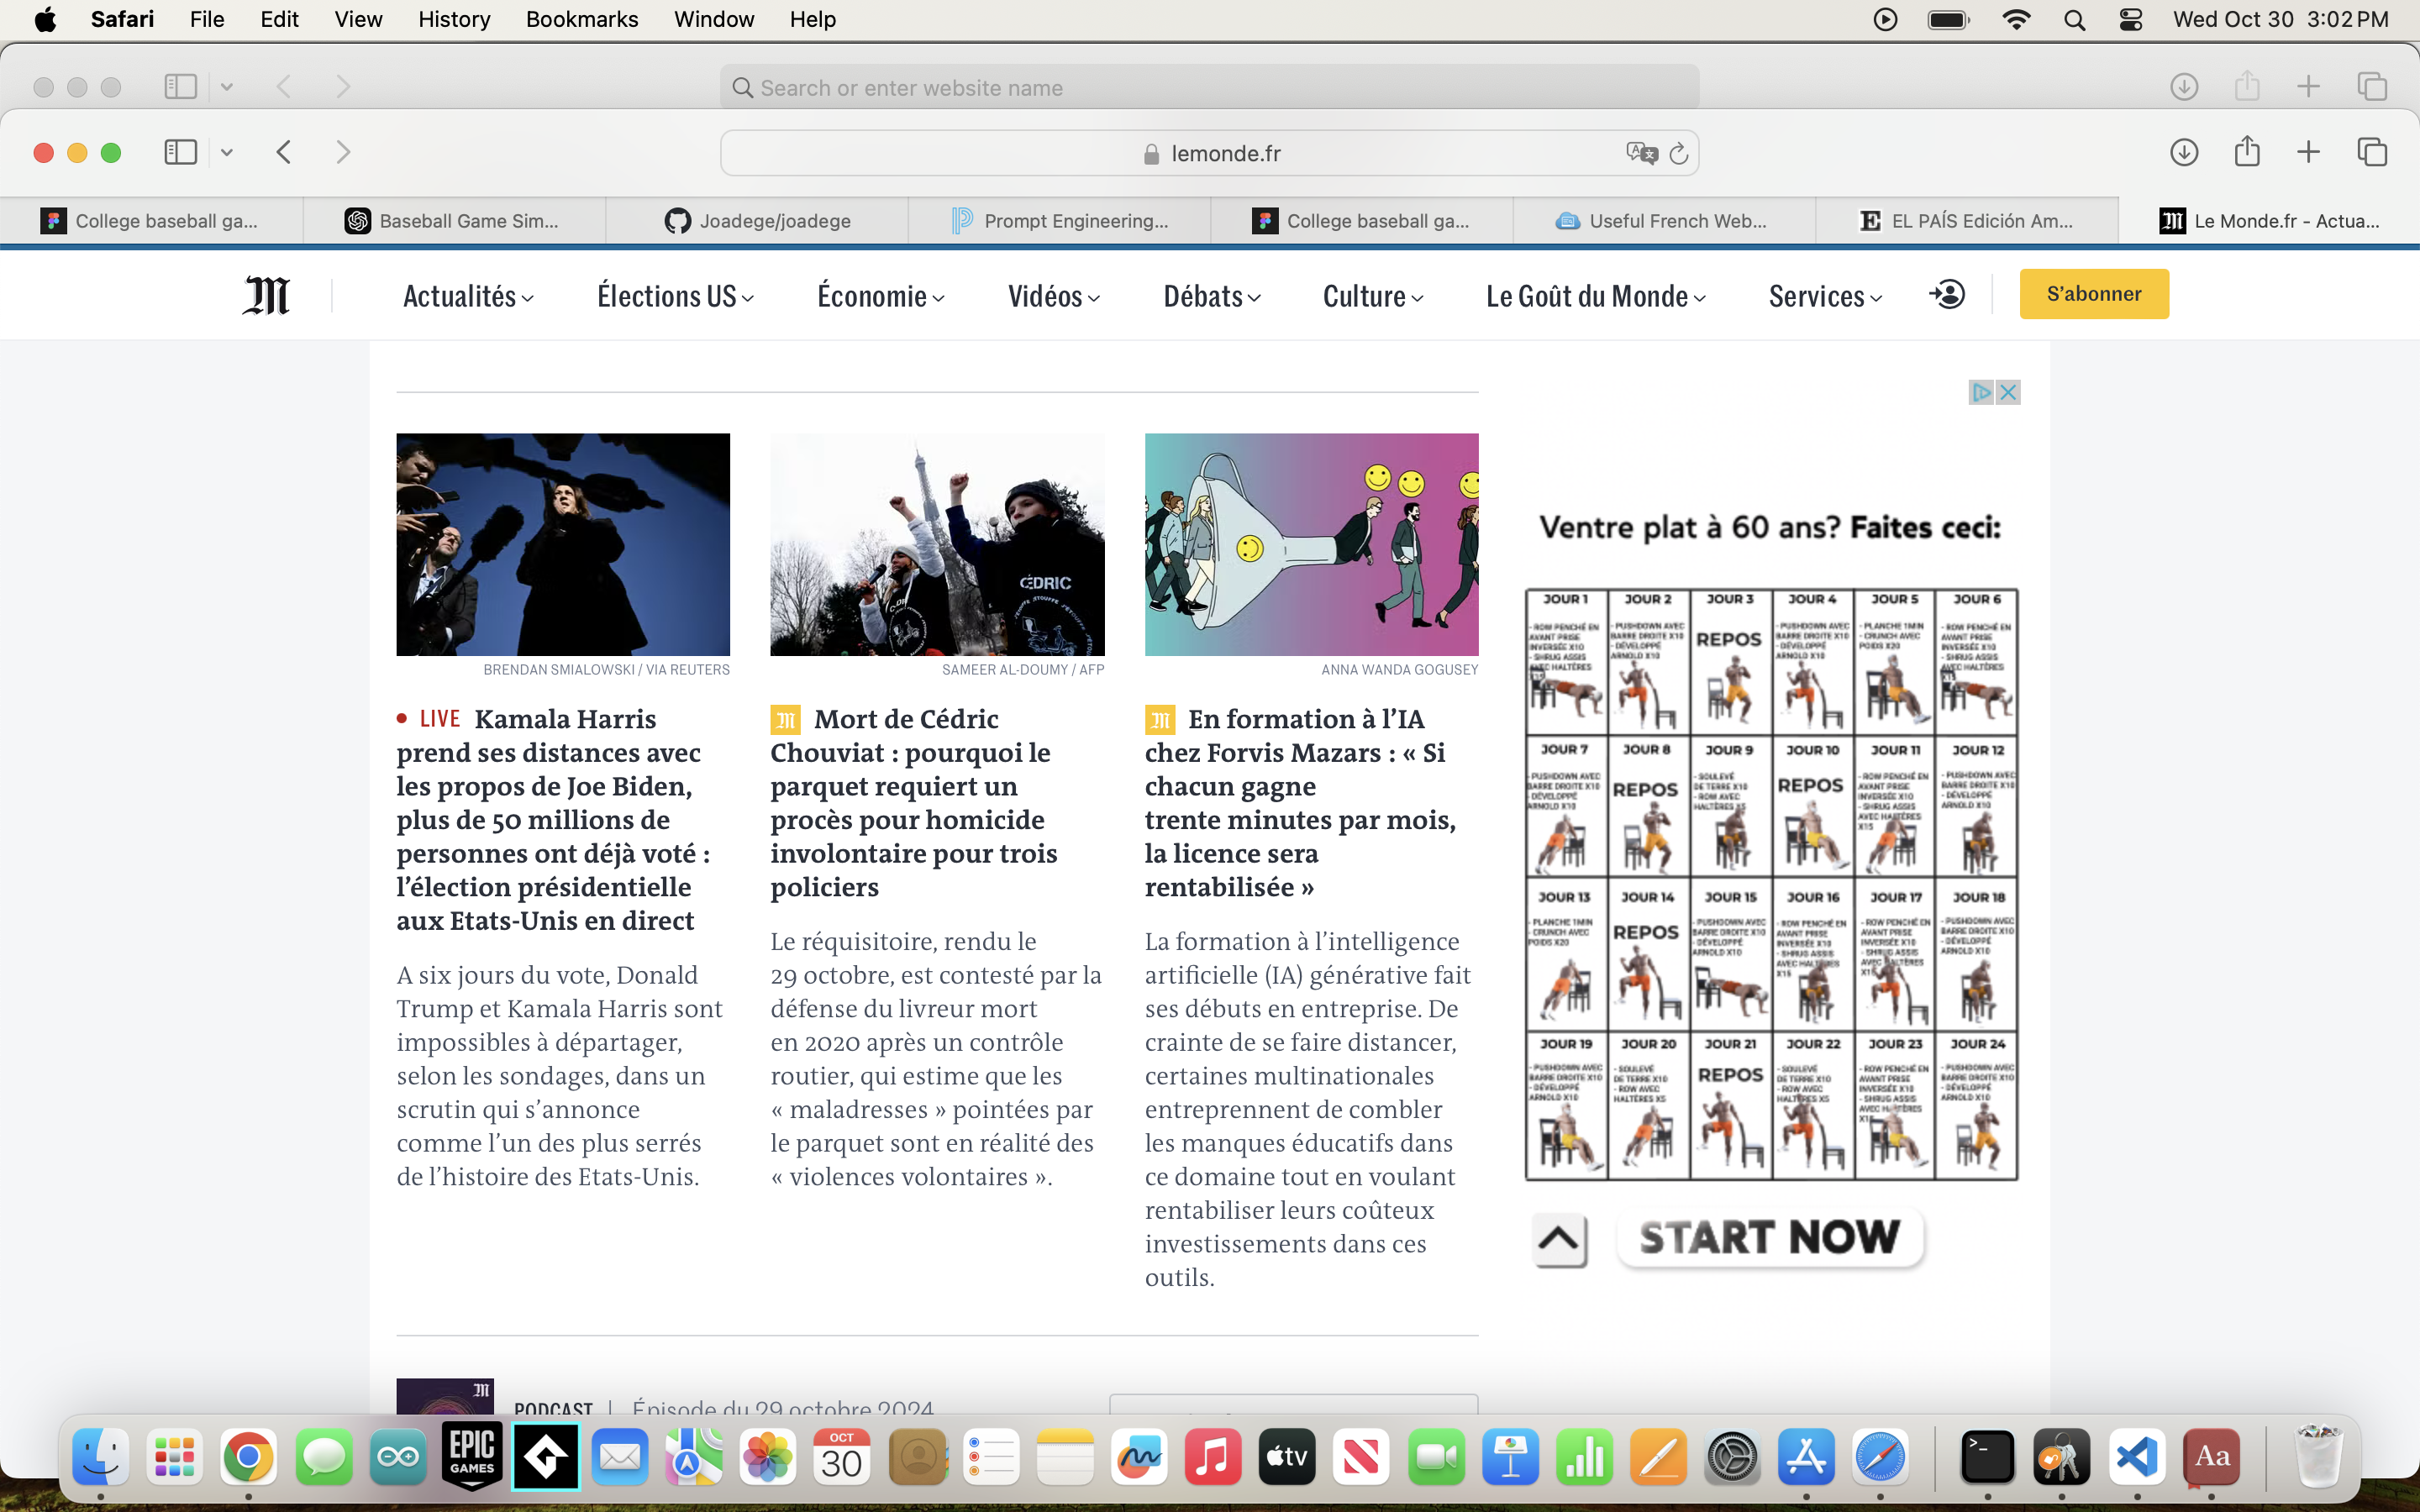 Safari File Edit View History Bookmarks Window Help Wed Oct 30 3:02 PM
Search or enter website name
lemonde.fr
College baseball ga... Baseball Game Sim... Joadege/joadege Prompt Engineering... College baseball ga... Useful French Web... EL PAÍS Edición Am... Le Monde.fr - Actua...
Actualités Élections US Économie Vidéos Débats Culture Le Goût du Monde Services S'abonner
CÉDRIC
BRENDAN SMIALOWSKI / VIA REUTERS
LIVE Kamala Harris
prend ses distances avec
les propos de Joe Biden,
plus de 50 millions de
personnes ont déjà voté :
l'élection présidentielle
aux Etats-Unis en direct
A six jours du vote, Donald
Trump et Kamala Harris sont
impossibles à départager,
selon les sondages, dans un
scrutin qui s'annonce
comme l'un des plus serrés
de l'histoire des Etats-Unis.
SAMEER AL-DOUMY / AFP
Mort de Cédric
Chouviat : pourquoi le
parquet requiert un
procès pour homicide
involontaire pour trois
policiers
Le réquisitoire, rendu le
29 octobre, est contesté par la
défense du livreur mort
en 2020 après un contrôle
routier, qui estime que les
« maladresses » pointées par
le parquet sont en réalité des
« violences volontaires ».
ANNA WANDA GOGUSEY
En formation à l'IA
chez Forvis Mazars : « Si
chacun gagne
trente minutes par mois,
la licence sera
rentabilisée »
La formation à l'intelligence
artificielle (IA) générative fait
ses débuts en entreprise. De
crainte de se faire distancer,
certaines multinationales
entreprennent de combler
les manques éducatifs dans
ce domaine tout en voulant
rentabiliser leurs coûteux
investissements dans ces
outils.
Ventre plat à 60 ans? Faites ceci:
JOUR 1 JOUR 2 JOUR 3 JOUR 4 JOUR 5 JOUR 6
REPOS
JOUR 7 JOUR 8 JOUR 9 JOUR 10 JOUR 11 JOUR 12
REPOS REPOS
JOUR 13 JOUR 14 JOUR 15 JOUR 16 JOUR 17 JOUR 18
REPOS
JOUR 19 JOUR 20 JOUR 21 JOUR 22 JOUR 23 JOUR 24
REPOS
START NOW
PODCAST | Épisode du 29 octobre 2024
EPIC
GAMES
OCT
30
tv
Aa